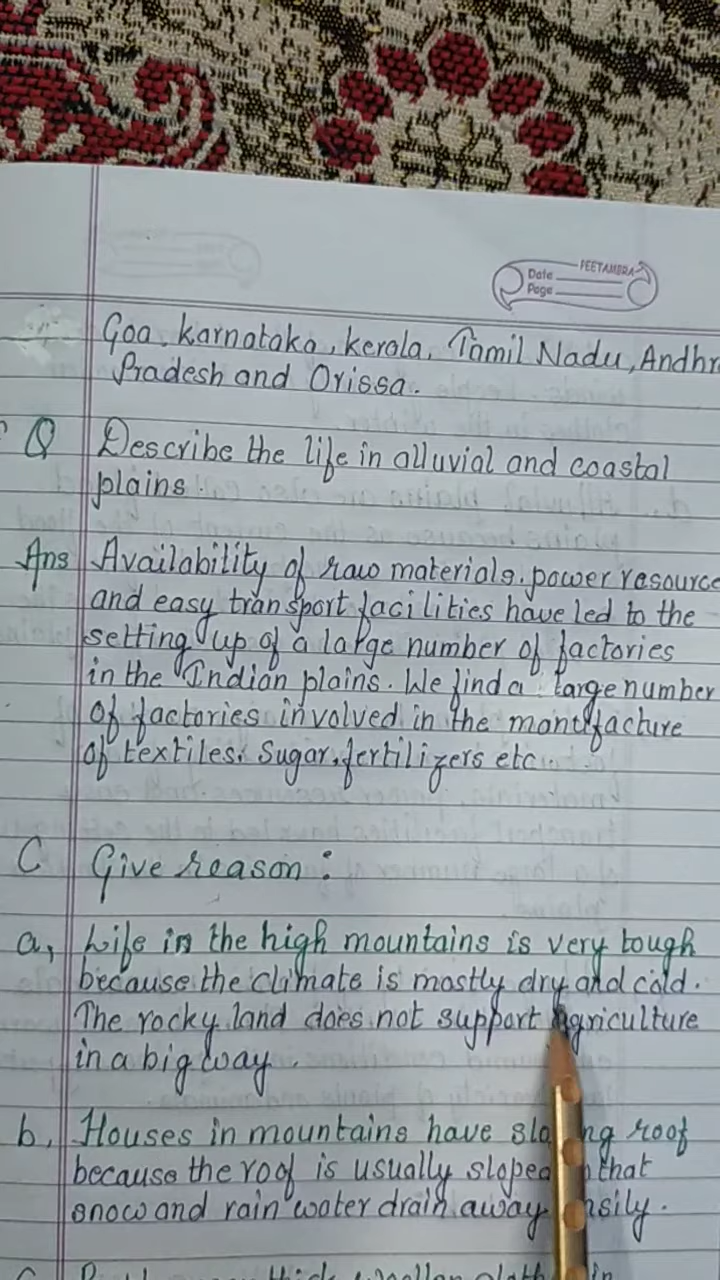 PEETAMBRA
Date
Page
Goa, karnataka, kerala, Tamil Nadu, Andhr
Pradesh and Orissa.
Q Describe the life in alluvial and coastal
plains.
Ans Availability of raw materials, power resource
and easy transport facilities have led to the
setting up of a large number of factories
in the Indian plains. We find a large number
of factories involved in the
of textiles, sugar, fertilizers etc.
C Give reason :
a, Life in the high mountains is very tough
because the climate is mostly dry and cold.
The rocky land does not support agriculture
in a big way.
b, Houses in mountains have roof
because the roof is usually that
snow and rain water drain away